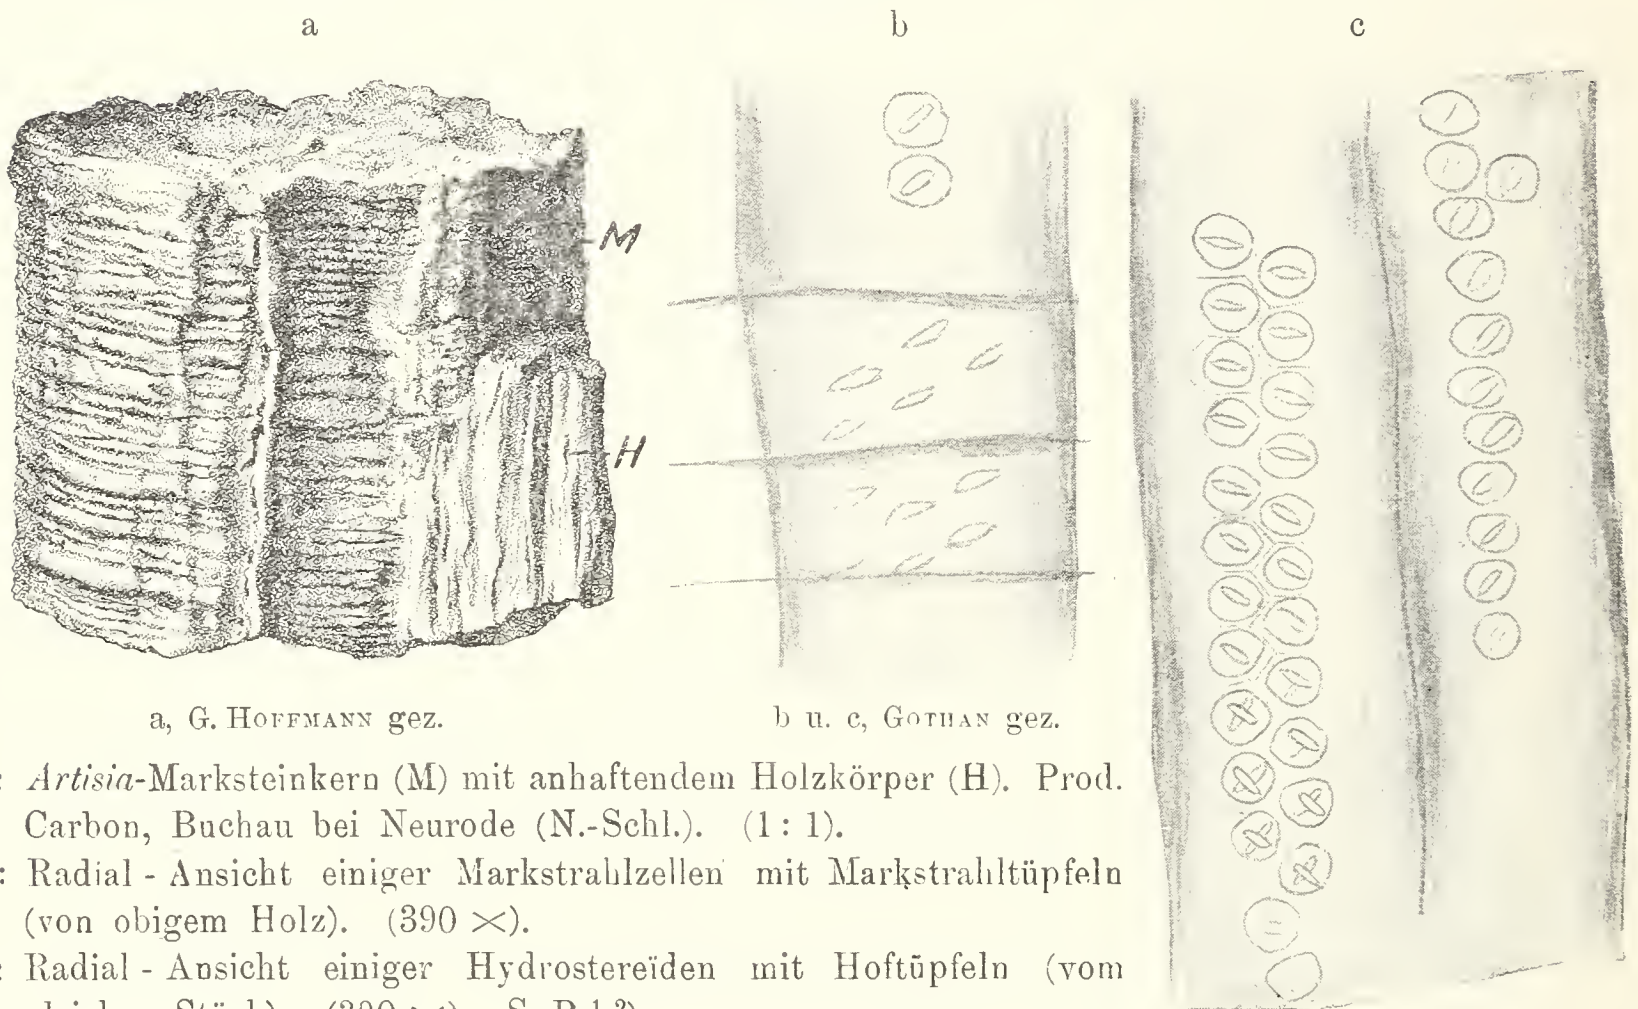 a
b
c
M
H
a, G. HOFFMANN gez.
b u. c, GOTHAN gez.
: Artisia-Marksteinkern (M) mit anhaftendem Holzkörper (H). Prod.
Carbon, Buchau bei Neurode (N.-Schl.). (1 : 1).
: Radial - Ansicht einiger Markstrahlzellen mit Markstrahltüpfeln
(von obigem Holz). (390 ×).
: Radial - Ansicht einiger Hydrostereïden mit Hoftüpfeln (vom